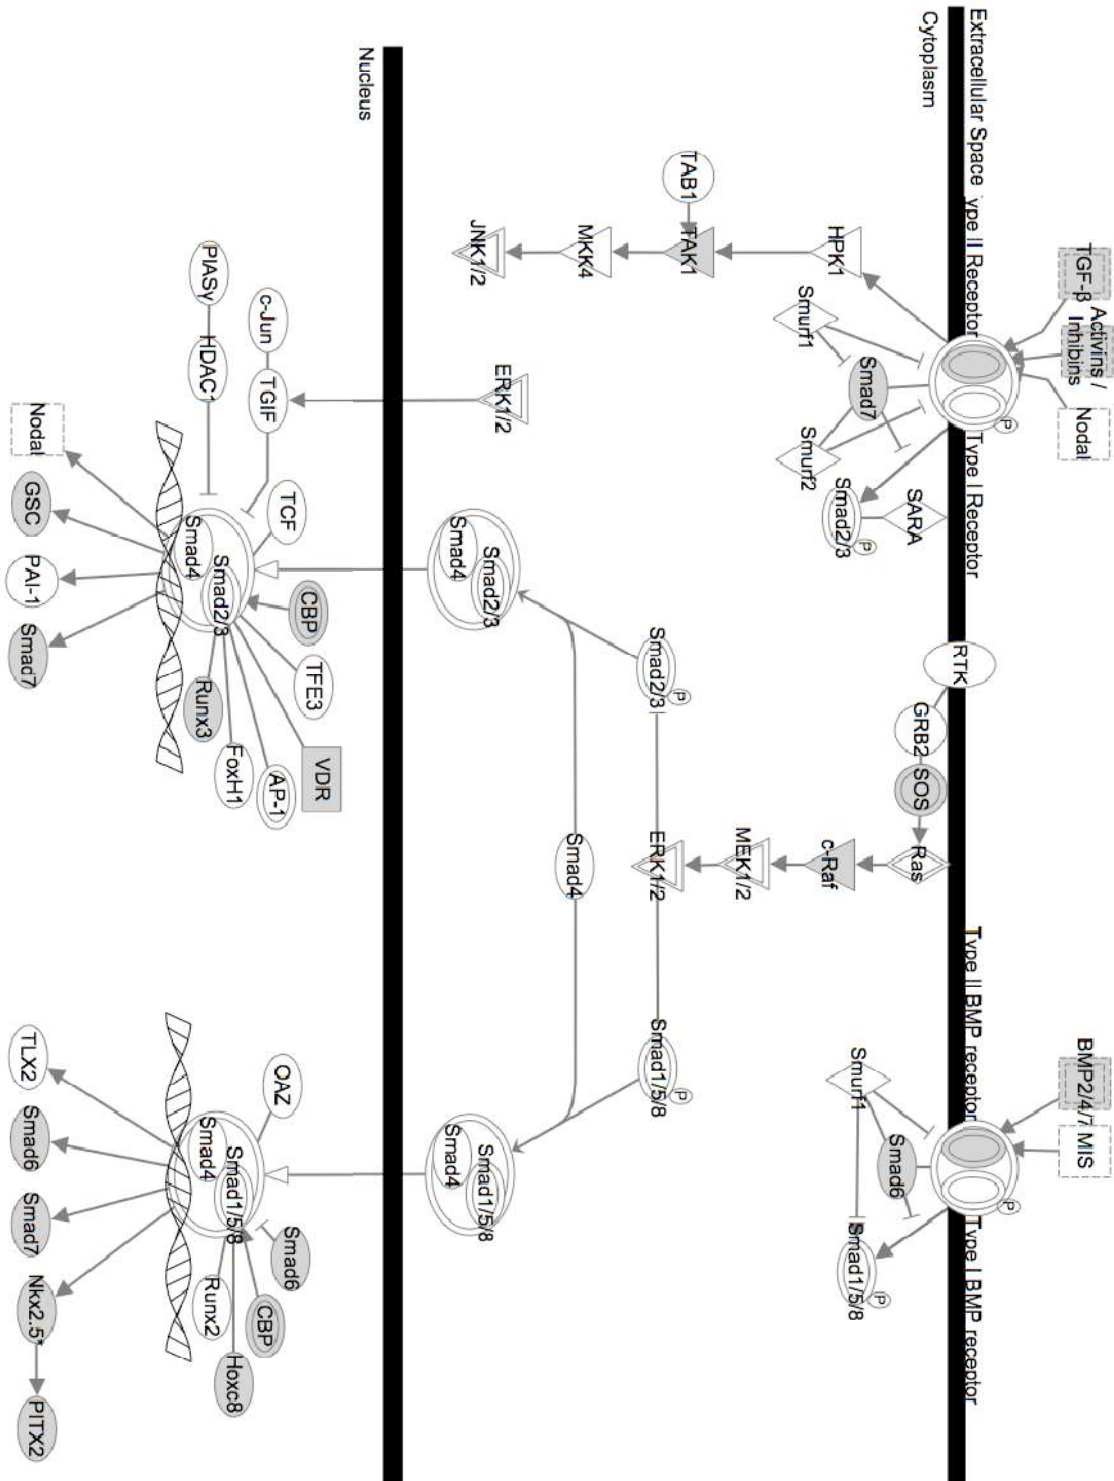 Extracellular Space
Cytoplasm
Nucleus
TGF-β
Activins /
Inhibins
Nodal
ype II Receptor
Type I Receptor
P
BMP2/4/7
MIS
Type II BMP receptor
Type I BMP receptor
P
HPK1
TAB1
TAK1
MKK4
JNK1/2
Smurf1
Smad7
Smurf2
SARA
Smad2/3
P
RTK
GRB2
SOS
Ras
c-Raf
MEK1/2
ERK1/2
Smurf1
Smad6
Smad1/5/8
P
Smad2/3
P
Smad1/5/8
P
Smad4
Smad2/3
Smad4
Smad1/5/8
Smad4
ERK1/2
c-Jun
TGIF
PIASγ
HDAC1
TCF
Smad2/3
Smad4
CBP
TFE3
VDR
AP-1
FoxH1
Runx3
Nodal
GSC
PAI-1
Smad7
OAZ
Smad1/5/8
Smad4
Smad6
CBP
Hoxc8
Runx2
TLX2
Smad6
Smad7
Nkx2.5*
PITX2